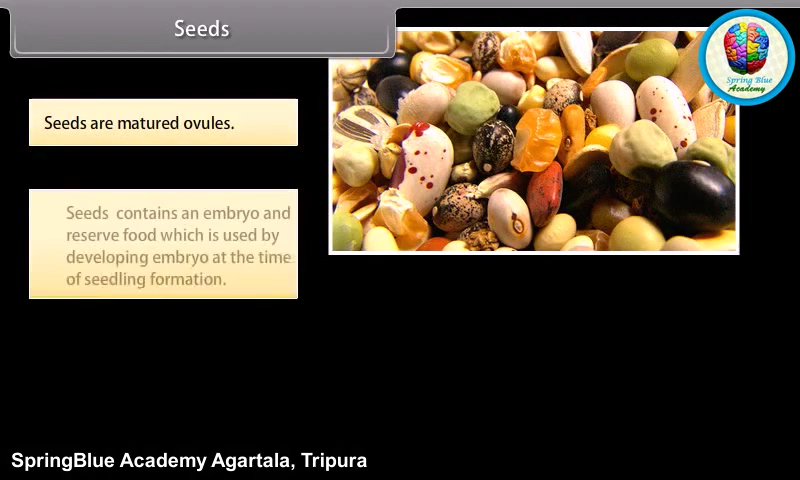 Seeds
Spring Blue
Academy
Seeds are matured ovules.
Seeds contains an embryo and
reserve food which is used by
developing embryo at the time
of seedling formation.
SpringBlue Academy Agartala, Tripura